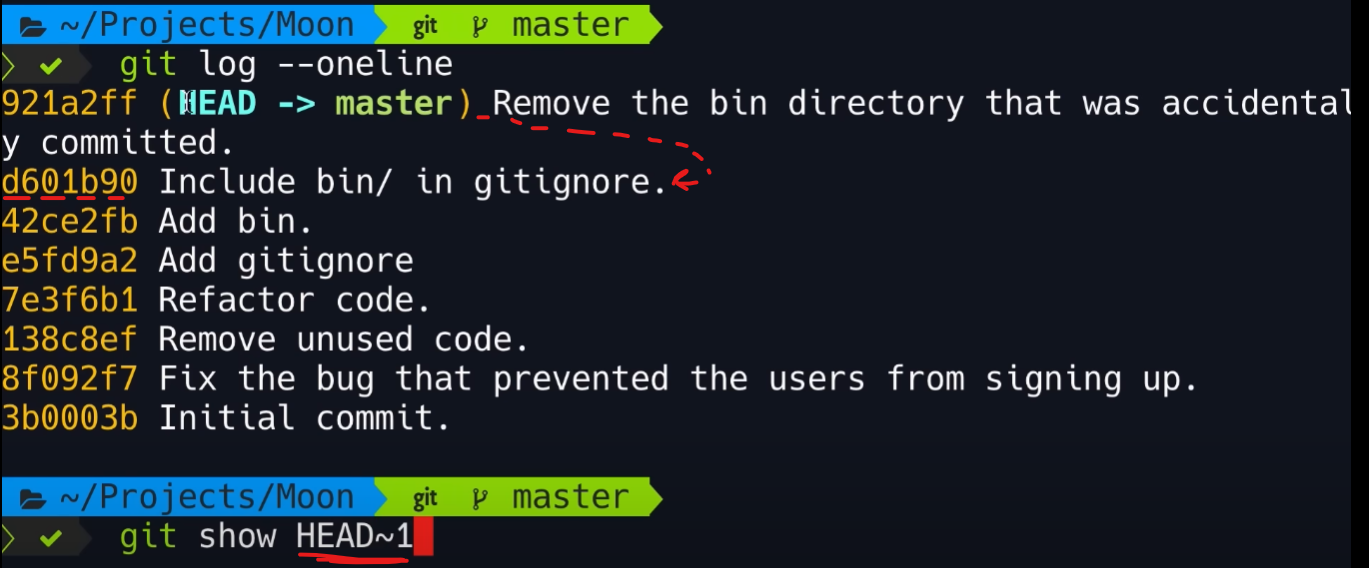 ~/Projects/Moon git master
git log --oneline
921a2ff (HEAD -> master) Remove the bin directory that was accidental
y committed.
d601b90 Include bin/ in gitignore.
42ce2fb Add bin.
e5fd9a2 Add gitignore
7e3f6b1 Refactor code.
138c8ef Remove unused code.
8f092f7 Fix the bug that prevented the users from signing up.
3b0003b Initial commit.
~/Projects/Moon git master
git show HEAD~1